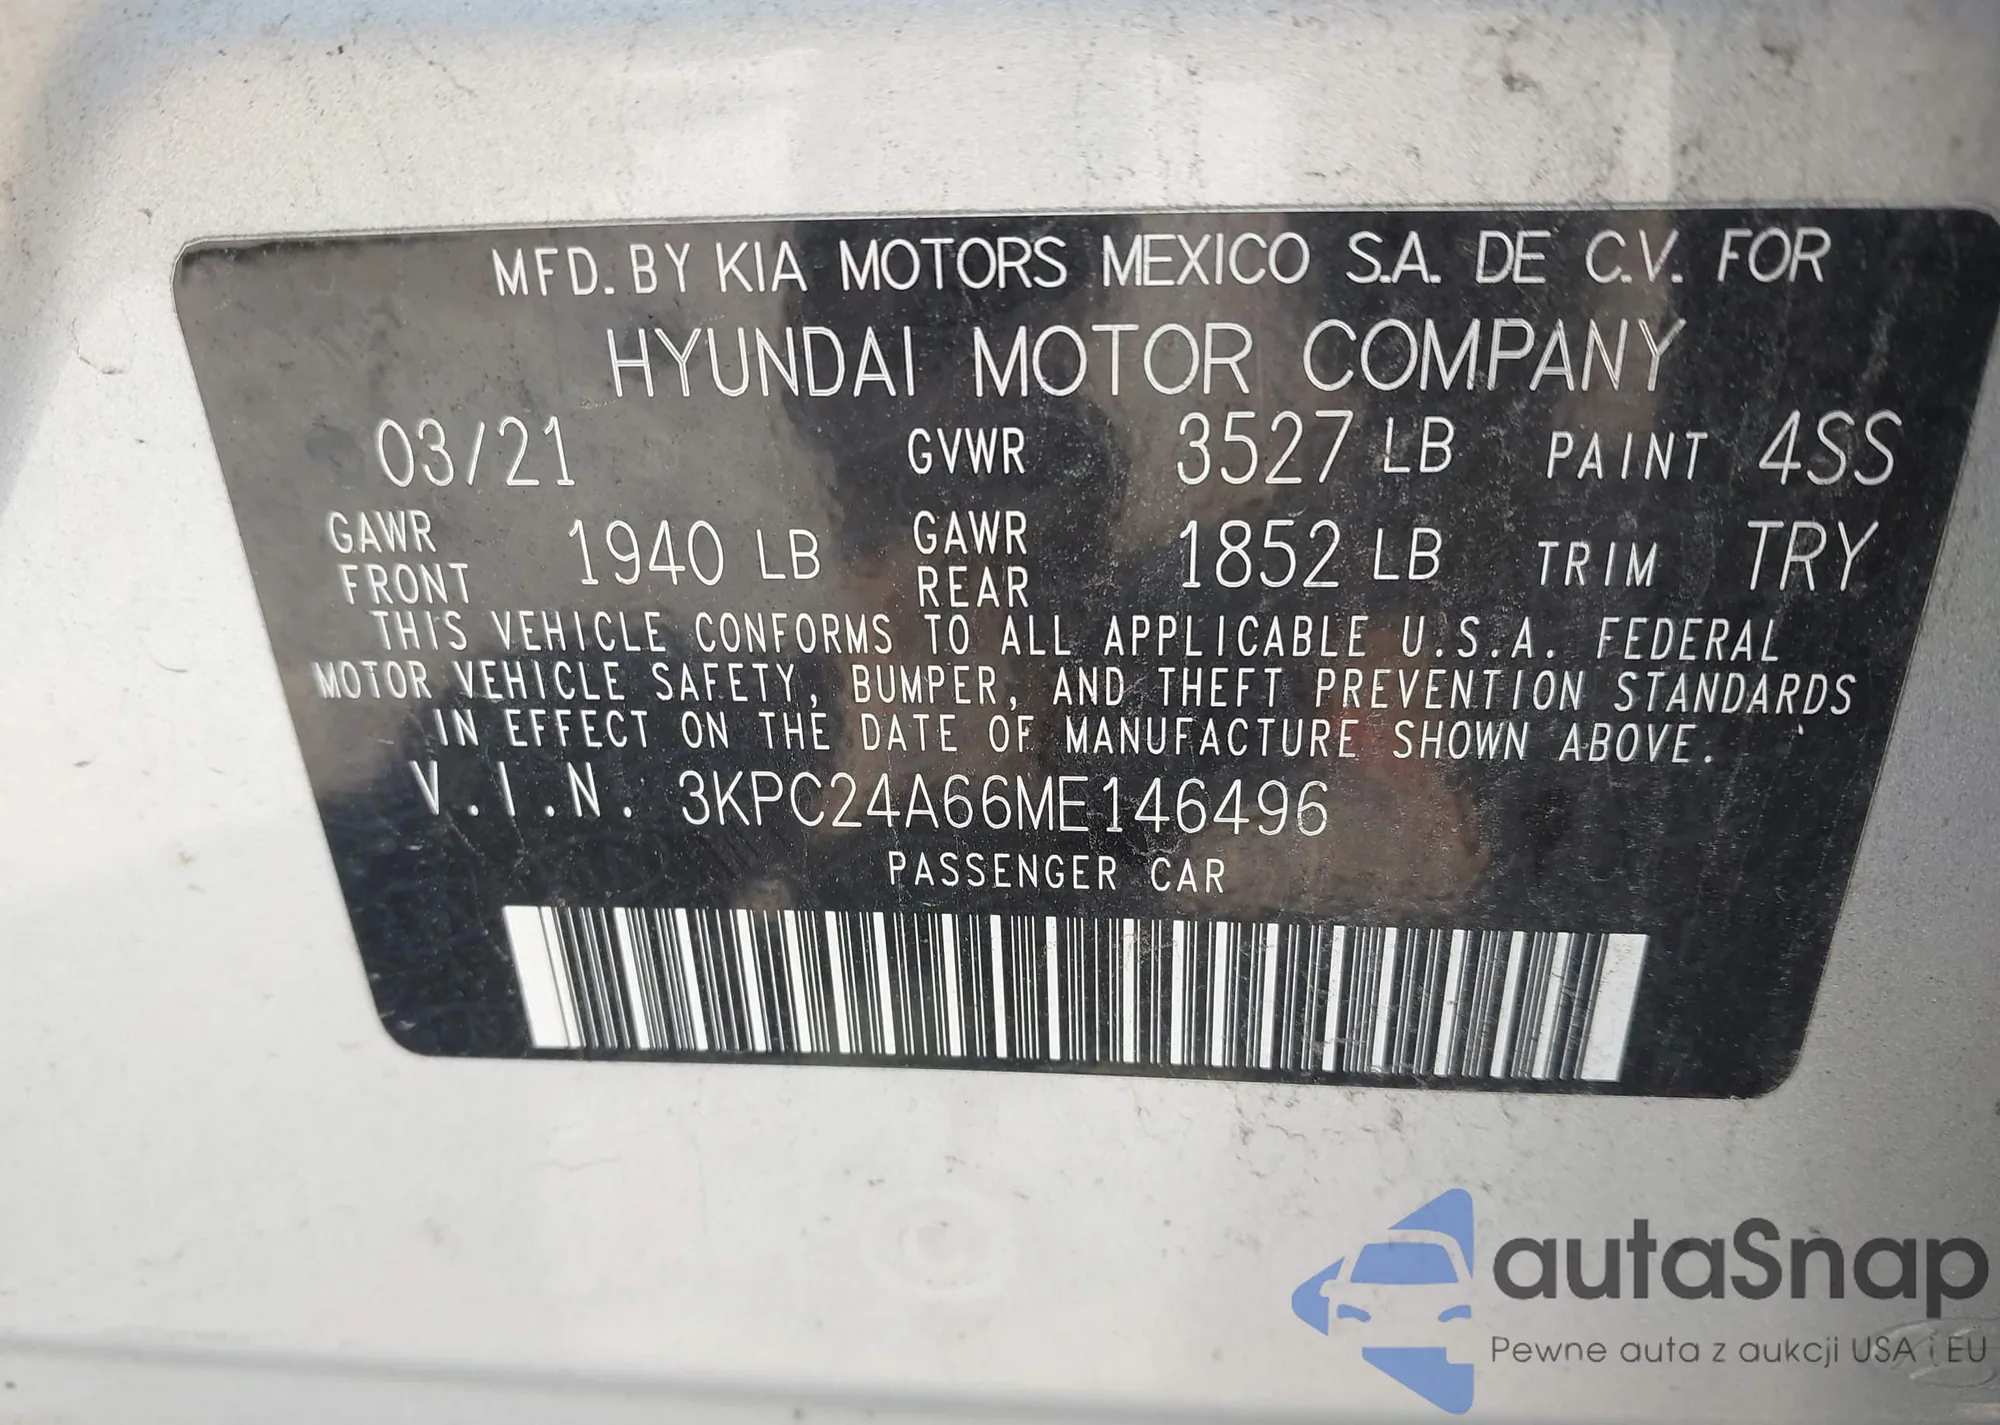 MFD. BY KIA MOTORS MEXICO S.A. DE C.V. FOR
HYUNDAI MOTOR COMPANY
03/21 GVWR 3527 LB PAINT 4SS
GAWR FRONT 1940 LB GAWR REAR 1852 LB TRIM TRY
THIS VEHICLE CONFORMS TO ALL APPLICABLE U.S.A. FEDERAL
MOTOR VEHICLE SAFETY, BUMPER, AND THEFT PREVENTION STANDARDS
IN EFFECT ON THE DATE OF MANUFACTURE SHOWN ABOVE.
V.I.N. 3KPC24A66ME146496
PASSENGER CAR
autaSnap
Pewne auta z aukcji USA i EU